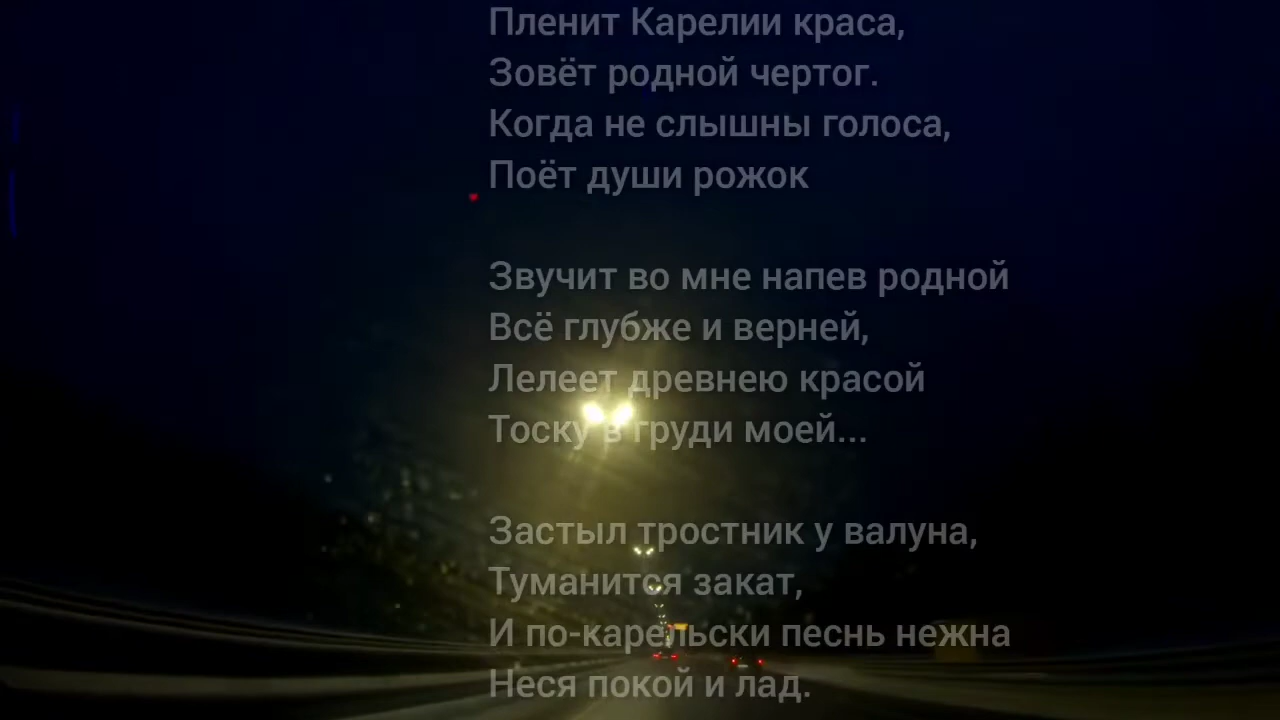 Пленит Карелии краса,
Зовёт родной чертог.
Когда не слышны голоса,
Поёт души рожок
Звучит во мне напев родной
Всё глубже и верней,
Лелеет древнею красой
Тоску в груди моей...
Застыл тростник у валуна,
Туманится закат,
И по-карельски песнь нежна
Неся покой и лад.